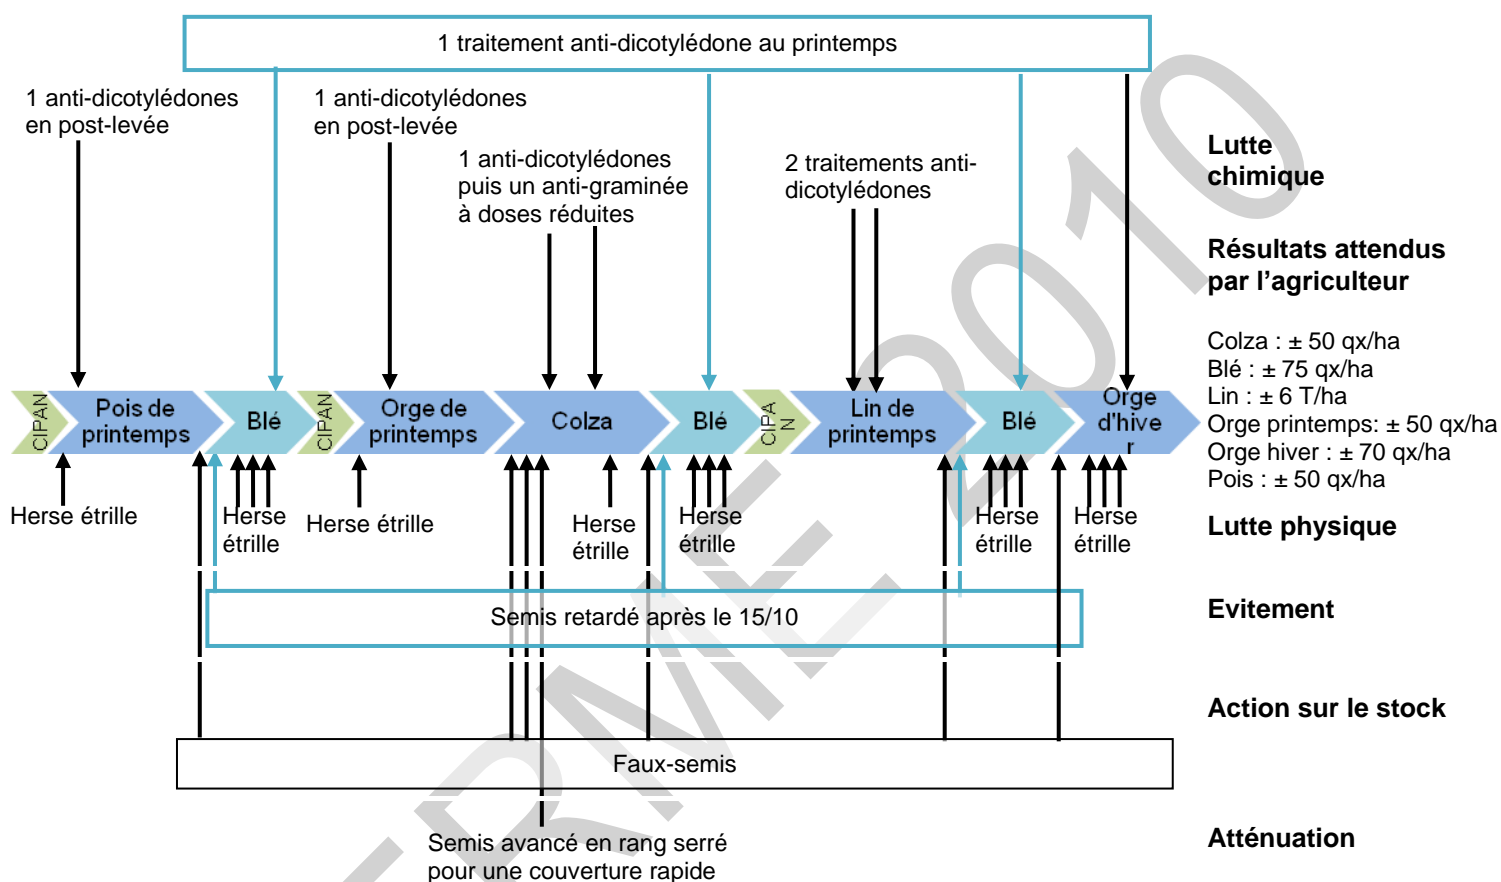 1 traitement anti-dicotylédone au printemps
1 anti-dicotylédones
en post-levée
1 anti-dicotylédones
en post-levée
1 anti-dicotylédones
puis un anti-graminée
à doses réduites
2 traitements anti-
dicotylédones
Lutte
chimique
Résultats attendus
par l'agriculteur
Colza : ± 50 qx/ha
Blé : ± 75 qx/ha
Lin : ± 6 T/ha
Orge printemps: ± 50 qx/ha
Orge hiver : ± 70 qx/ha
Pois : ± 50 qx/ha
CIPAN
Pois de
printemps
Blé
CIPAN
Orge de
printemps
Colza
Blé
CIPA
N
Lin de
printemps
Blé
Orge
d'hive
r
Herse étrille
Herse
étrille
Herse étrille
Herse
étrille
Herse
étrille
Herse
étrille
Herse
étrille
Lutte physique
Semis retardé après le 15/10
Evitement
Action sur le stock
Faux-semis
Semis avancé en rang serré
pour une couverture rapide
Atténuation
ERME 2010